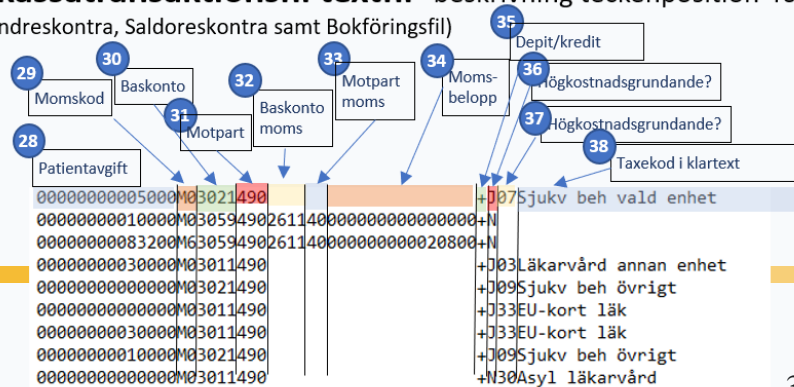 ndreskontra, Saldoreskontra samt Bokföringsfil)
35
Depit/kredit
30
29
Baskonto
Momskod
33
Motpart
moms
34
Moms-
belopp
36
Högkostnadsgrundande?
32
Baskonto
moms
31
Motpart
37
Högkostnadsgrundande?
28
Patientavgift
38
Taxekod i klartext
00000000005000M03021490 +J07Sjukv beh vald enhet
00000000010000M03059490261140000000000000000+N
00000000083200M63059490261140000000000020800+N
00000000030000M03011490 +J03Läkarvård annan enhet
00000000000000M03021490 +J09Sjukv beh övrigt
00000000000000M03011490 +J33EU-kort läk
00000000030000M03011490 +J33EU-kort läk
00000000010000M03021490 +J09Sjukv beh övrigt
00000000000000M03011490 +N30Asyl läkarvård